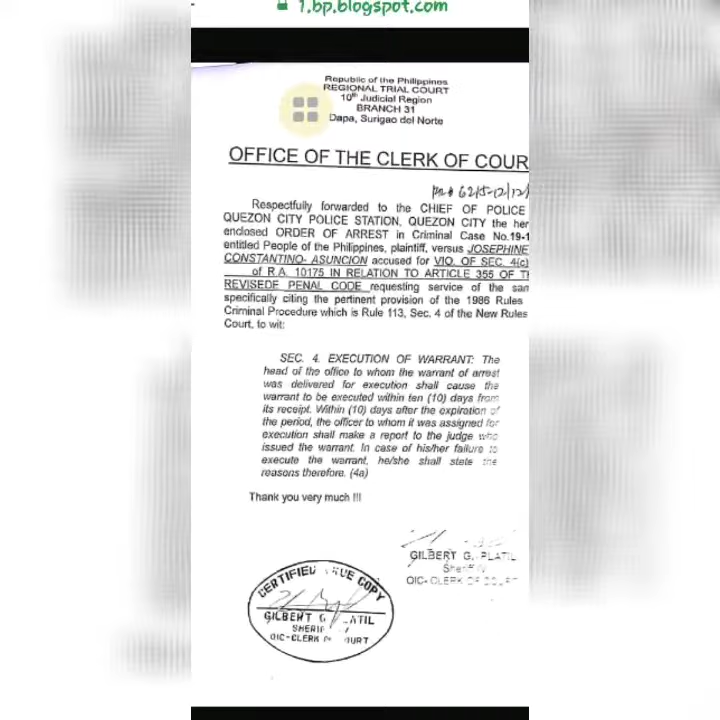 1.bp.blogspot.com
Republic of the Philippines
REGIONAL TRIAL COURT
10th Judicial Region
BRANCH 31
Dapa, Surigao del Norte
OFFICE OF THE CLERK OF COUR
Respectfully forwarded to the CHIEF OF POLICE
QUEZON CITY POLICE STATION, QUEZON CITY the her
enclosed ORDER OF ARREST in Criminal Case No.19-1
entitled People of the Philippines, plaintiff, versus JOSEPHINE
CONSTANTINO- ASUNCION accused for VIO. OF SEC. 4(c)
of R.A. 10175 IN RELATION TO ARTICLE 355 OF TH
REVISEDE PENAL CODE requesting service of the sam
specifically citing the pertinent provision of the 1986 Rules
Criminal Procedure which is Rule 113, Sec. 4 of the New Rules
Court, to wit:
SEC. 4. EXECUTION OF WARRANT: The
head of the office to whom the warrant of arrest
was delivered for execution shall cause the
warrant to be executed within ten (10) days from
its receipt. Within (10) days after the expiration of
the period, the officer to whom it was assigned for
execution shall make a report to the judge who
issued the warrant. In case of his/her failure to
execute the warrant, he/she shall state the
reasons therefore. (4a)
Thank you very much !!!
GILBERT G. PLATIL
Sheriff IV
OIC-CLERK OF COURT
CERTIFIED TRUE COPY
GILBERT G. PLATIL
SHERIFF IV
OIC-CLERK OF COURT